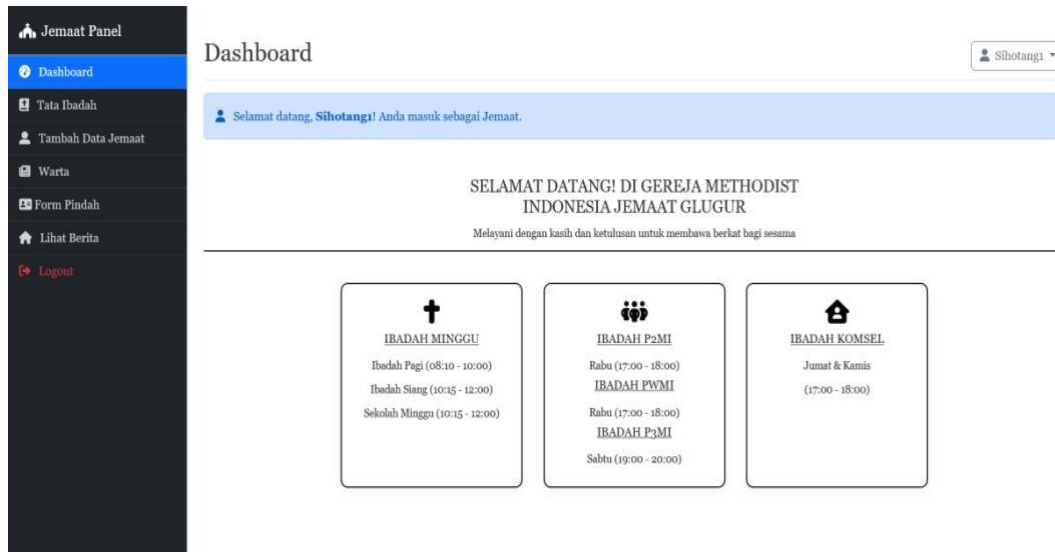 Jemaat Panel
Dashboard
Tata Ibadah
Tambah Data Jemaat
Warta
Form Pindah
Lihat Berita
Logout
Dashboard
Sihotang1
Selamat datang, Sihotang1! Anda masuk sebagai Jemaat.
SELAMAT DATANG! DI GEREJA METHODIST
INDONESIA JEMAAT GLUGUR
Melayani dengan kasih dan ketulusan untuk membawa berkat bagi sesama
IBADAH MINGGU
Ibadah Pagi (08:10 - 10:00)
Ibadah Siang (10:15 - 12:00)
Sekolah Minggu (10:15 - 12:00)
IBADAH P2MI
Rabu (17:00 - 18:00)
IBADAH PWMI
Rabu (17:00 - 18:00)
IBADAH P3MI
Sabtu (19:00 - 20:00)
IBADAH KOMSEL
Jumat & Kamis
(17:00 - 18:00)